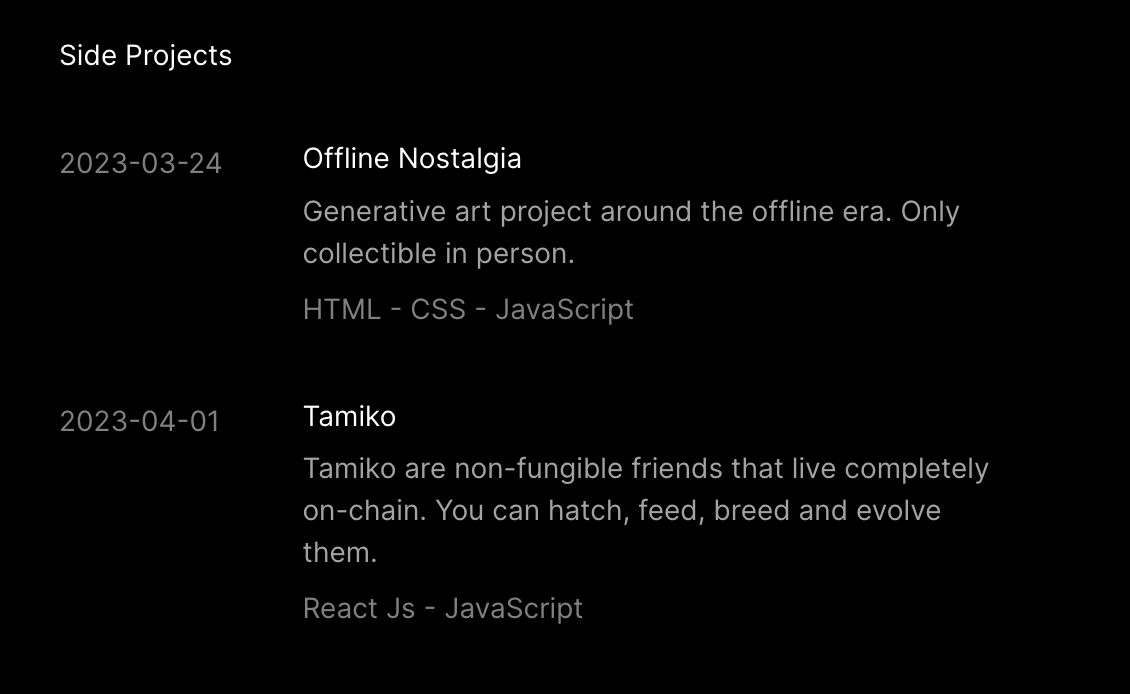 Side Projects
2023-03-24
Offline Nostalgia
Generative art project around the offline era. Only
collectible in person.
HTML - CSS - JavaScript
2023-04-01
Tamiko
Tamiko are non-fungible friends that live completely
on-chain. You can hatch, feed, breed and evolve
them.
React Js - JavaScript